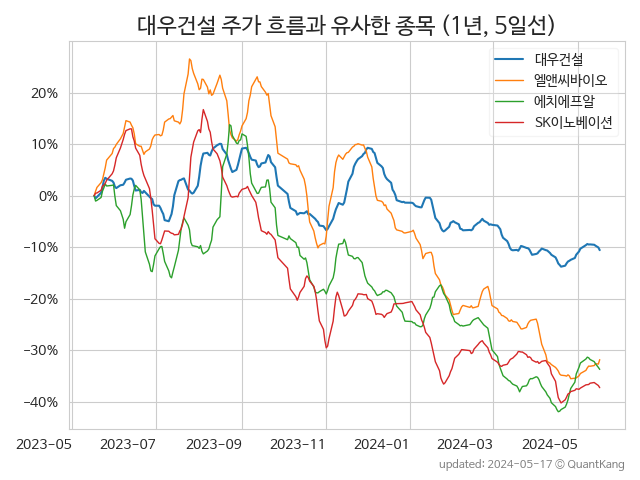 대우건설 주가 흐름과 유사한 종목 (1년, 5일선)
대우건설
엘앤씨바이오
에치에프알
SK이노베이션
20%
10%
0%
−10%
−20%
−30%
−40%
2023−05 2023−07 2023−09 2023−11 2024−01 2024−03 2024−05
updated: 2024-05-17 © QuantKang